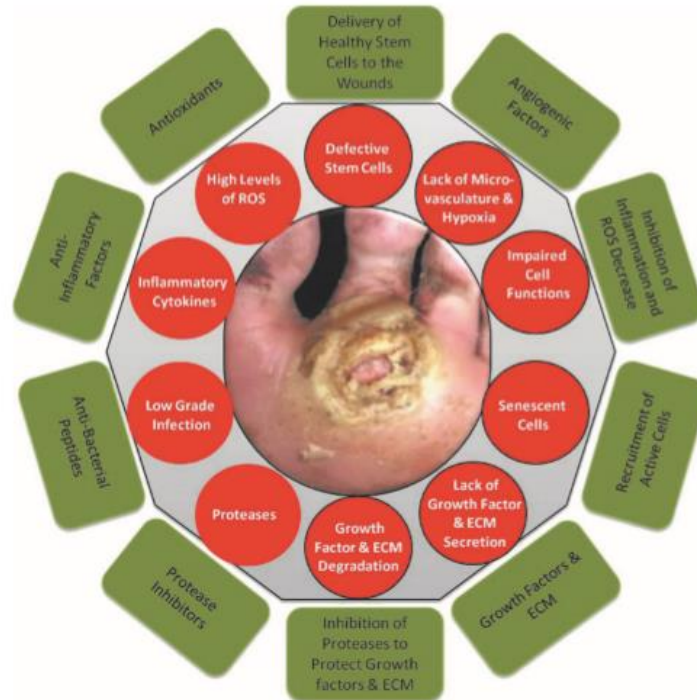 Delivery of
Healthy Stem
Cells to the
Wounds
Angiogenic
Factors
Inhibition of
Inflammation and
ROS Decrease
Recruitment of
Active Cells
Growth Factors &
ECM
Inhibition of
Proteases to
Protect Growth
factors & ECM
Protease
Inhibitors
Anti-Bacterial
Peptides
Anti-
Inflammatory
Factors
Antioxidants
Defective
Stem Cells
Lack of Micro-
vasculature &
Hypoxia
Impaired
Cell
Functions
Senescent
Cells
Lack of
Growth Factor
& ECM
Secretion
Growth
Factor & ECM
Degradation
Proteases
Low Grade
Infection
Inflammatory
Cytokines
High Levels
of ROS